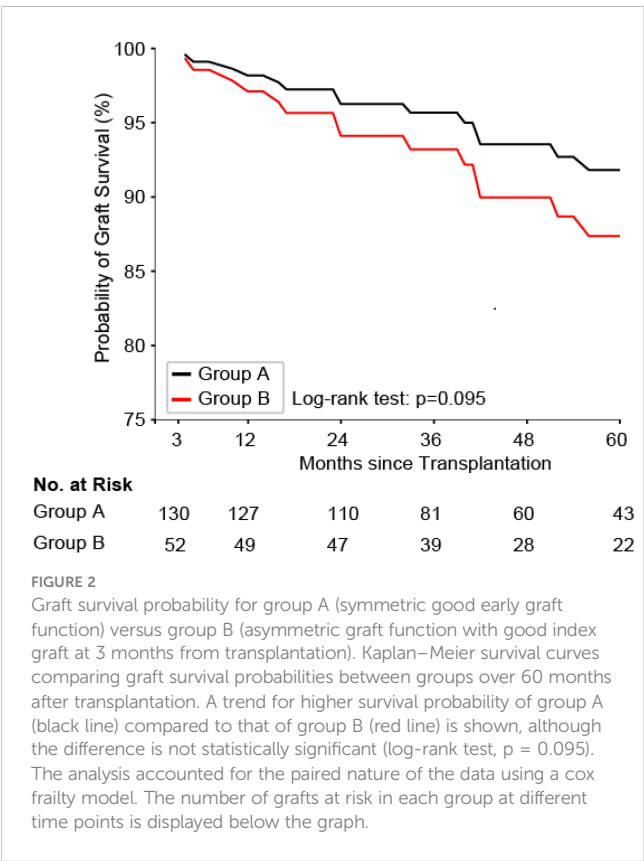 100
95
90
85
80
75
Probability of Graft Survival (%)
Group A
Group B
Log-rank test: p=0.095
3 12 24 36 48 60
Months since Transplantation
No. at Risk
Group A 130 127 110 81 60 43
Group B 52 49 47 39 28 22
FIGURE 2
Graft survival probability for group A (symmetric good early graft
function) versus group B (asymmetric graft function with good index
graft at 3 months from transplantation). Kaplan–Meier survival curves
comparing graft survival probabilities between groups over 60 months
after transplantation. A trend for higher survival probability of group A
(black line) compared to that of group B (red line) is shown, although
the difference is not statistically significant (log-rank test, p = 0.095).
The analysis accounted for the paired nature of the data using a cox
frailty model. The number of grafts at risk in each group at different
time points is displayed below the graph.